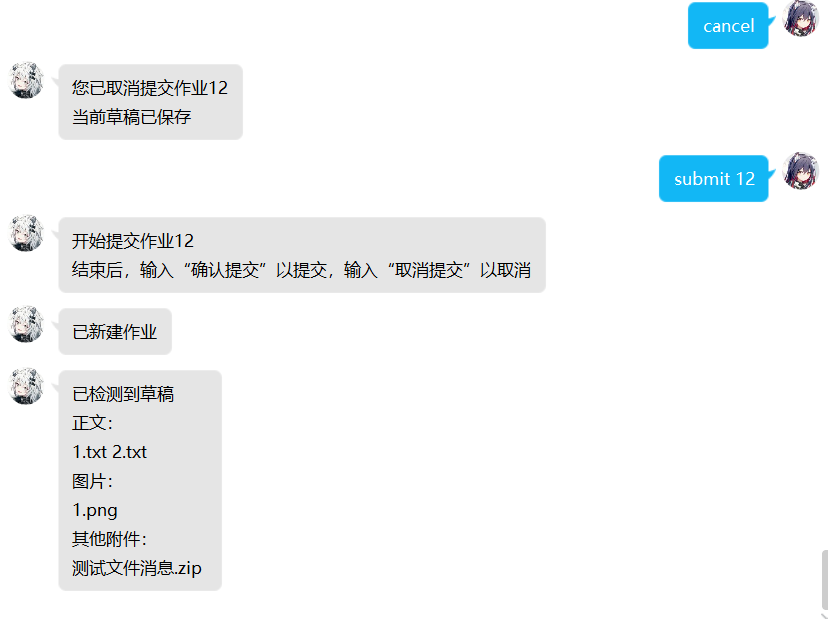 cancel
您已取消提交作业12
当前草稿已保存
submit 12
开始提交作业12
结束后，输入“确认提交”以提交，输入“取消提交”以取消
已新建作业
已检测到草稿
正文：
1.txt 2.txt
图片：
1.png
其他附件：
测试文件消息.zip